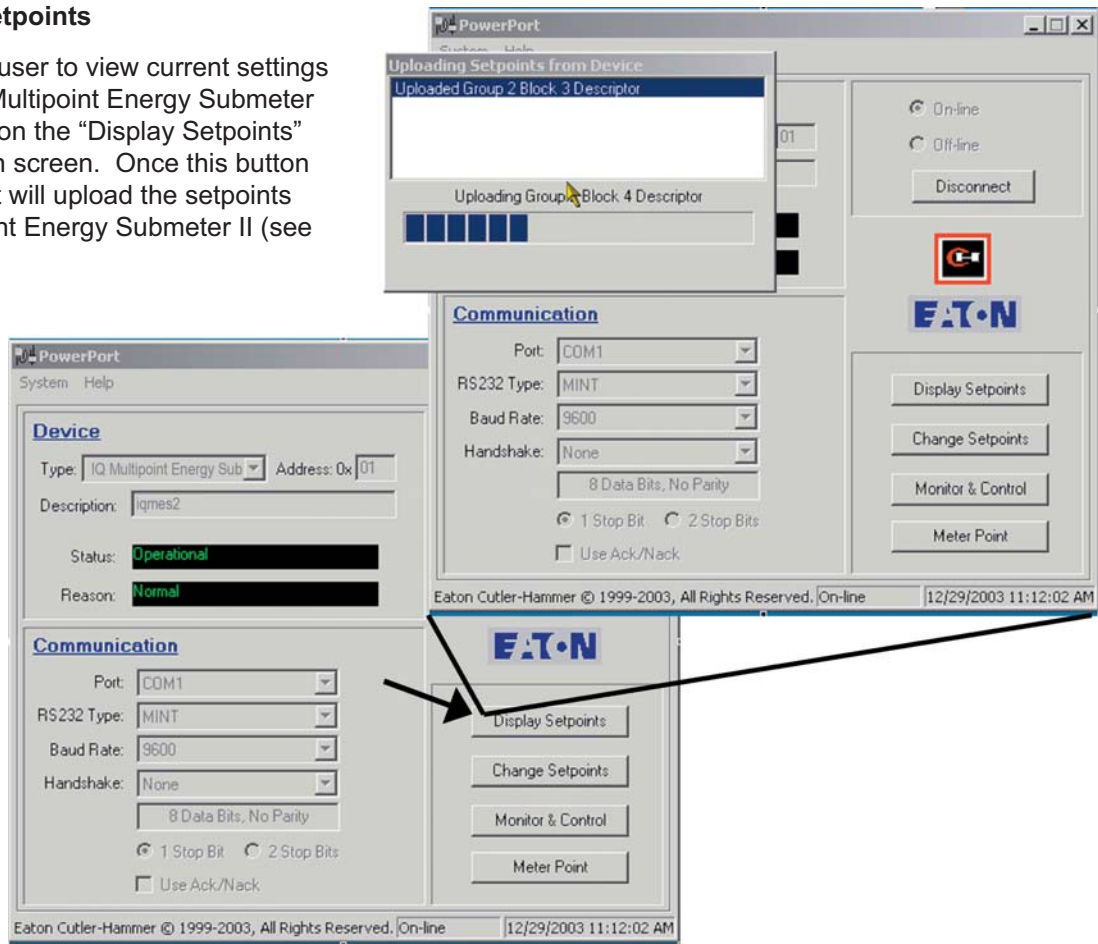 etpoints
user to view current settings
Multipoint Energy Submeter
on the “Display Setpoints”
n screen. Once this button
t will upload the setpoints
nt Energy Submeter II (see
PowerPort
System Help
Uploading Setpoints from Device
Uploaded Group 2 Block 3 Descriptor
Uploading Group Block 4 Descriptor
01
On-line
Off-line
Disconnect
EATON
Communication
Port: COM1
RS232 Type: MINT
Baud Rate: 9600
Handshake: None
8 Data Bits, No Parity
1 Stop Bit 2 Stop Bits
Use Ack/Nack
Display Setpoints
Change Setpoints
Monitor & Control
Meter Point
Eaton Cutler-Hammer © 1999-2003, All Rights Reserved. On-line 12/29/2003 11:12:02 AM
PowerPort
System Help
Device
Type: IQ Multipoint Energy Sub Address: 0x 01
Description: iqmes2
Status: Operational
Reason: Normal
Communication
Port: COM1
RS232 Type: MINT
Baud Rate: 9600
Handshake: None
8 Data Bits, No Parity
1 Stop Bit 2 Stop Bits
Use Ack/Nack
EATON
Display Setpoints
Change Setpoints
Monitor & Control
Meter Point
Eaton Cutler-Hammer © 1999-2003, All Rights Reserved. On-line 12/29/2003 11:12:02 AM